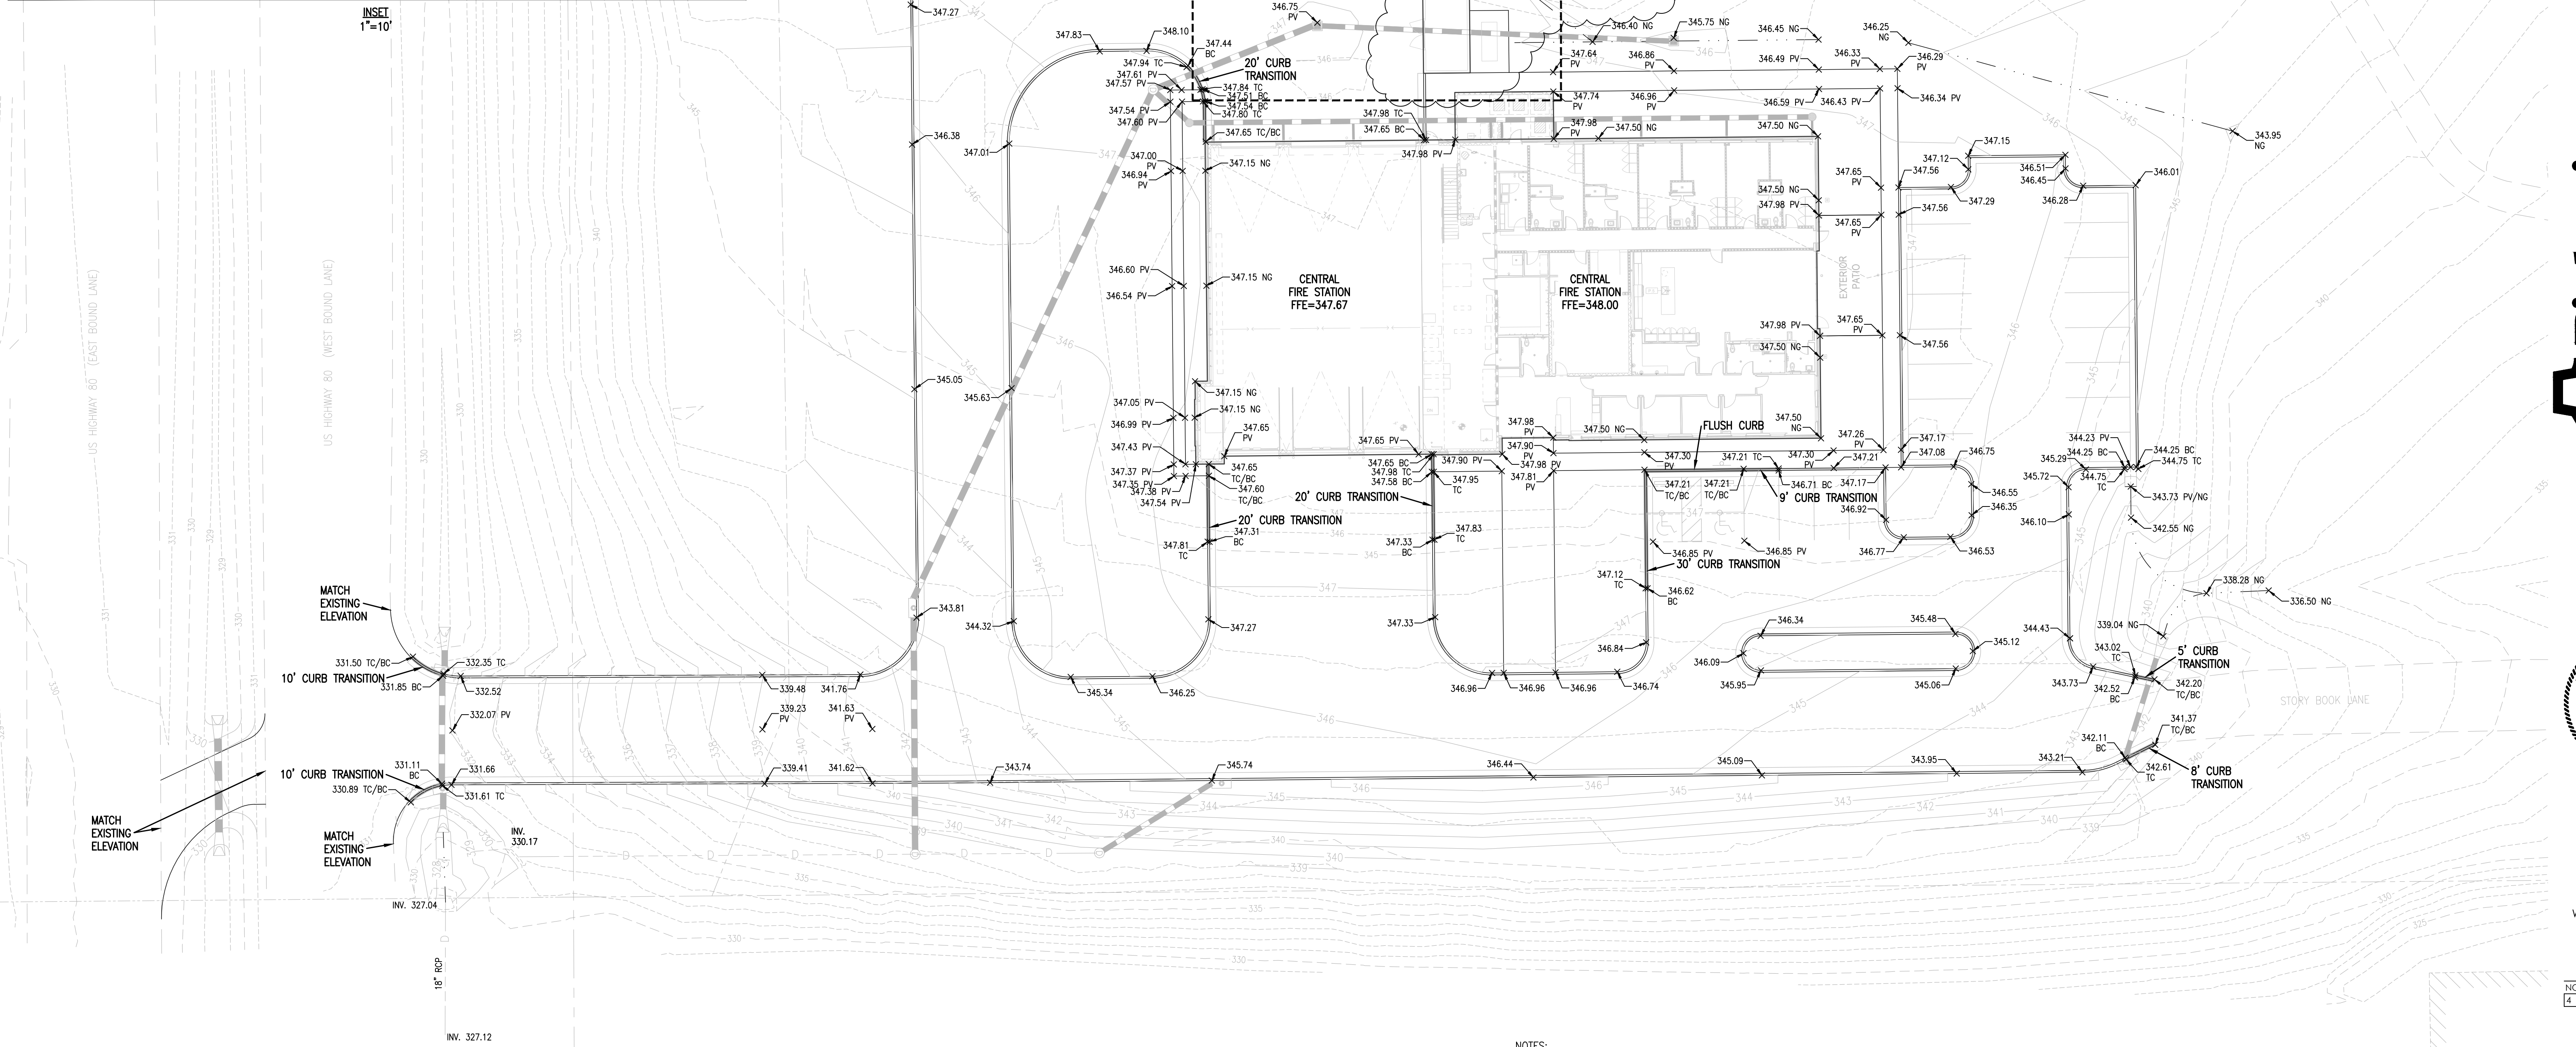 INSET
1"=10'
347.27
347.83
348.10
347.44
BC
347.94 TC
347.61 PV
347.57 PV
20' CURB
TRANSITION
347.84 TC
347.51 BC
347.54 BC
347.80 TC
347.54 PV
347.60 PV
347.65 TC/BC
346.75
PV
346.40 NG
345.75 NG
346.45 NG
346.25
NG
347.64
PV
346.86
PV
346.49 PV
346.33
PV
346.29
PV
347.74
PV
346.96
PV
346.59 PV
346.43 PV
346.34 PV
343.95
NG
347.98 TC
347.65 BC
347.98 PV
347.98
PV
347.50 NG
347.50 NG
346.38
347.01
347.00
PV
346.94
PV
347.15 NG
347.65
PV
347.56
347.12
347.15
347.29
346.51
346.45
346.28
346.01
347.50 NG
347.98 PV
347.65
PV
347.56
346.60 PV
346.54 PV
347.15 NG
CENTRAL
FIRE STATION
FFE=347.67
CENTRAL
FIRE STATION
FFE=348.00
EXTERIOR
PATIO
347.98 PV
347.50 NG
347.65
PV
347.56
US HIGHWAY 80 (EAST BOUND LANE)
US HIGHWAY 80 (WEST BOUND LANE)
345.05
345.63
347.15 NG
347.05 PV
346.99 PV
347.15 NG
347.43 PV
347.37 PV
347.35 PV
347.38 PV
347.54 PV
347.65
PV
347.65
TC/BC
347.60
TC/BC
347.65 PV
347.65 BC
347.98 TC
347.58 BC
347.90 PV
347.95
TC
347.98
PV
347.90
PV
347.98 PV
347.81
PV
347.50 NG
FLUSH CURB
347.50
NG
347.30
PV
347.21 TC
347.30
PV
347.26
PV
347.21
347.17
347.08
346.75
347.21
TC/BC
347.21
TC/BC
346.71 BC
9' CURB TRANSITION
347.17
346.92
346.55
346.35
346.77
346.53
345.29
345.72
346.10
344.23 PV
344.25 BC
344.75
TC
344.25 BC
344.75 TC
343.73 PV/NG
342.55 NG
20' CURB TRANSITION
347.31
BC
347.81
TC
20' CURB TRANSITION
347.83
TC
347.33
BC
346.85 PV
346.85 PV
30' CURB TRANSITION
347.12
TC
346.62
BC
338.28 NG
336.50 NG
339.04 NG
MATCH
EXISTING
ELEVATION
343.81
344.32
347.27
347.33
346.84
346.34
346.09
345.95
345.48
345.12
345.06
344.43
343.73
343.02
TC
342.52
BC
5' CURB
TRANSITION
342.20
TC/BC
331.50 TC/BC
10' CURB TRANSITION
331.85 BC
332.35 TC
332.52
339.48
341.76
345.34
346.25
346.96
346.96
346.96
346.74
STORY BOOK LANE
332.07 PV
339.23
PV
341.63
PV
341.37
TC/BC
342.11
BC
342.61
TC
8' CURB
TRANSITION
10' CURB TRANSITION
331.11
BC
330.89 TC/BC
331.66
331.61 TC
339.41
341.62
343.74
345.74
346.44
345.09
343.95
343.21
MATCH
EXISTING
ELEVATION
MATCH
EXISTING
ELEVATION
INV.
330.17
INV. 327.04
18" RCP
INV. 327.12
NOTES:
4